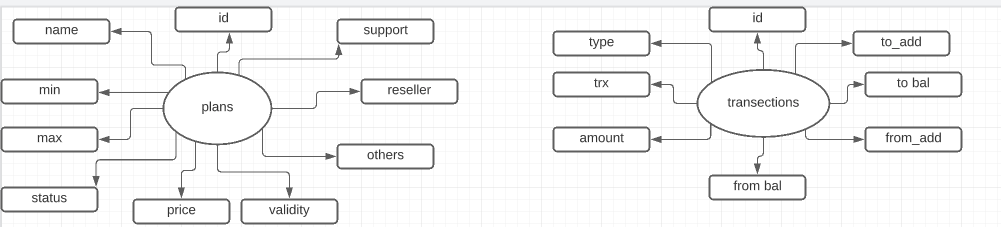 id
name
support
min
plans
reseller
max
others
status
price
validity
id
type
to_add
trx
transections
to bal
amount
from_add
from bal